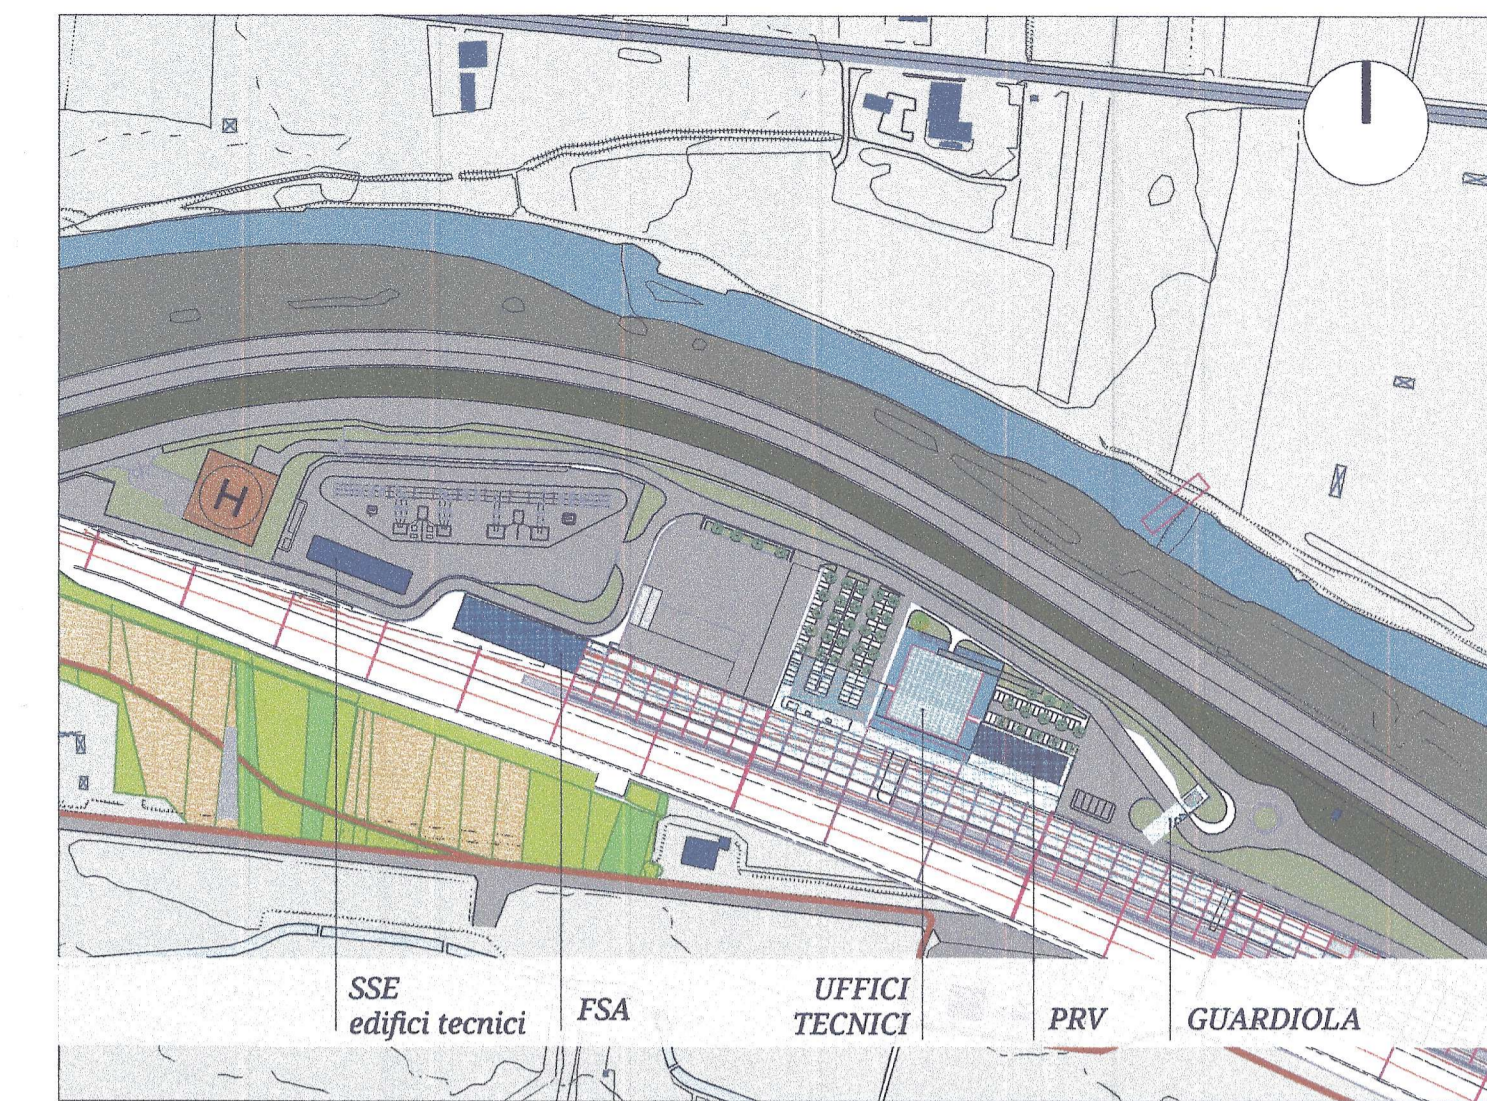 H
SSE
edifici tecnici
FSA
UFFICI
TECNICI
PRV
GUARDIOLA